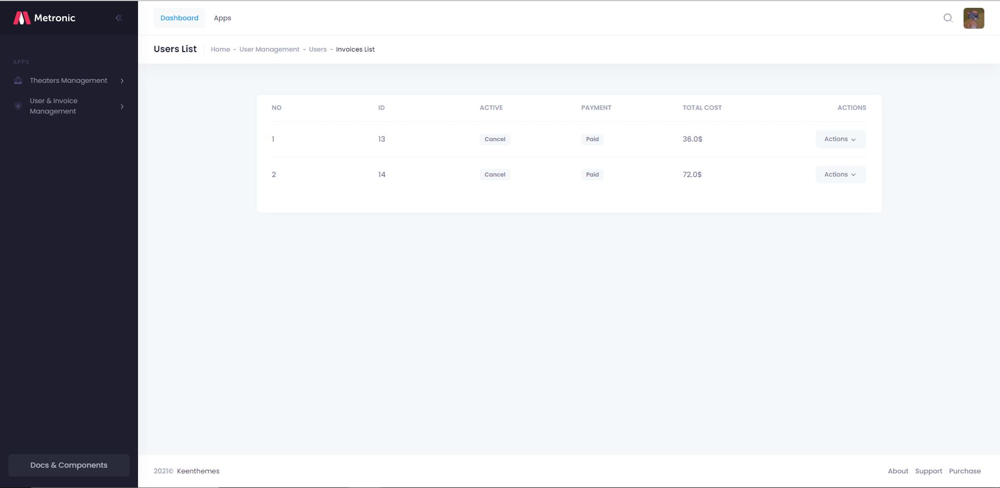 Metronic
Dashboard Apps
Users List Home - User Management - Users - Invoices List
APPS
Theaters Management
User & Invoice
Management
NO ID ACTIVE PAYMENT TOTAL COST ACTIONS
1 13 Cancel Paid 36.0$ Actions
2 14 Cancel Paid 72.0$ Actions
Docs & Components
2021© Keenthemes
About Support Purchase